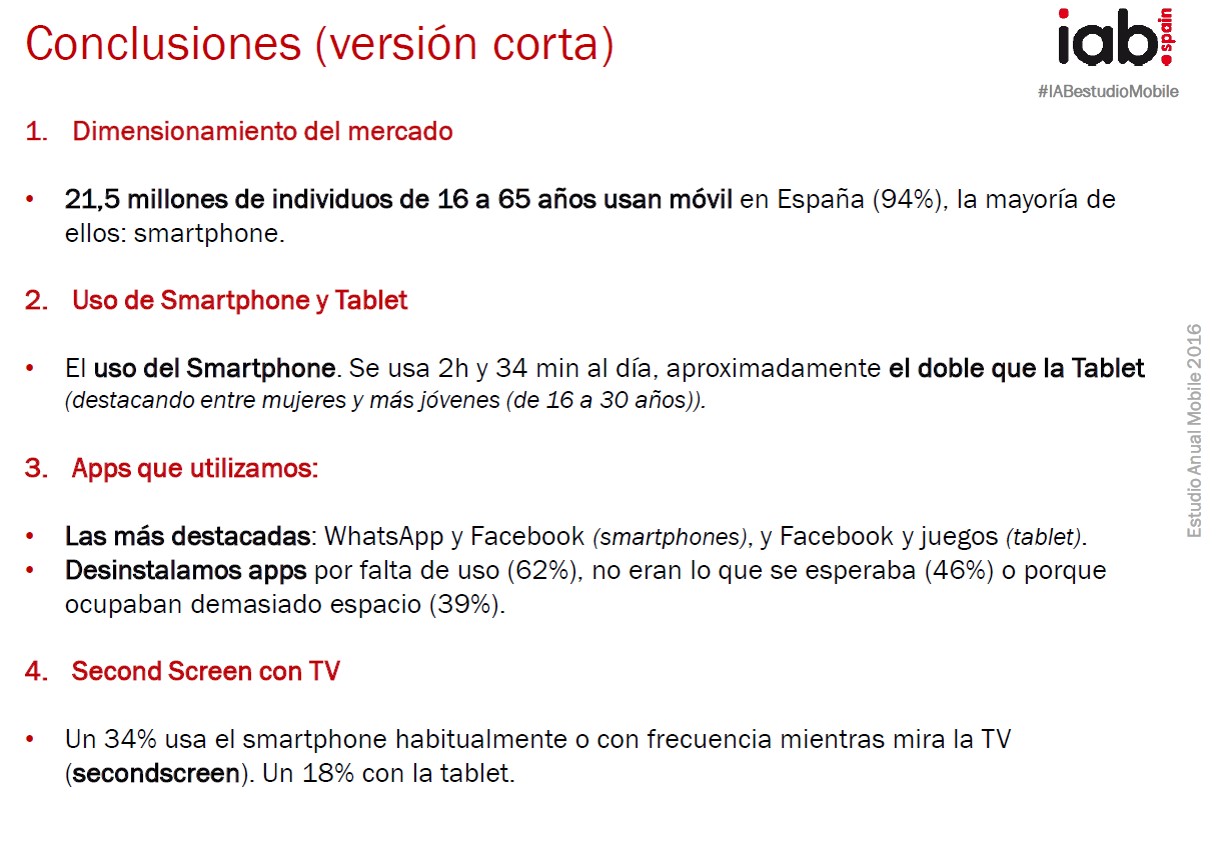 Conclusiones (versión corta)
iab.spain
#IABestudioMobile
1. Dimensionamiento del mercado
• 21,5 millones de individuos de 16 a 65 años usan móvil en España (94%), la mayoría de
ellos: smartphone.
2. Uso de Smartphone y Tablet
• El uso del Smartphone. Se usa 2h y 34 min al día, aproximadamente el doble que la Tablet
(destacando entre mujeres y más jóvenes (de 16 a 30 años)).
3. Apps que utilizamos:
• Las más destacadas: WhatsApp y Facebook (smartphones), y Facebook y juegos (tablet).
• Desinstalamos apps por falta de uso (62%), no eran lo que se esperaba (46%) o porque
ocupaban demasiado espacio (39%).
4. Second Screen con TV
• Un 34% usa el smartphone habitualmente o con frecuencia mientras mira la TV
(secondscreen). Un 18% con la tablet.
Estudio Anual Mobile 2016